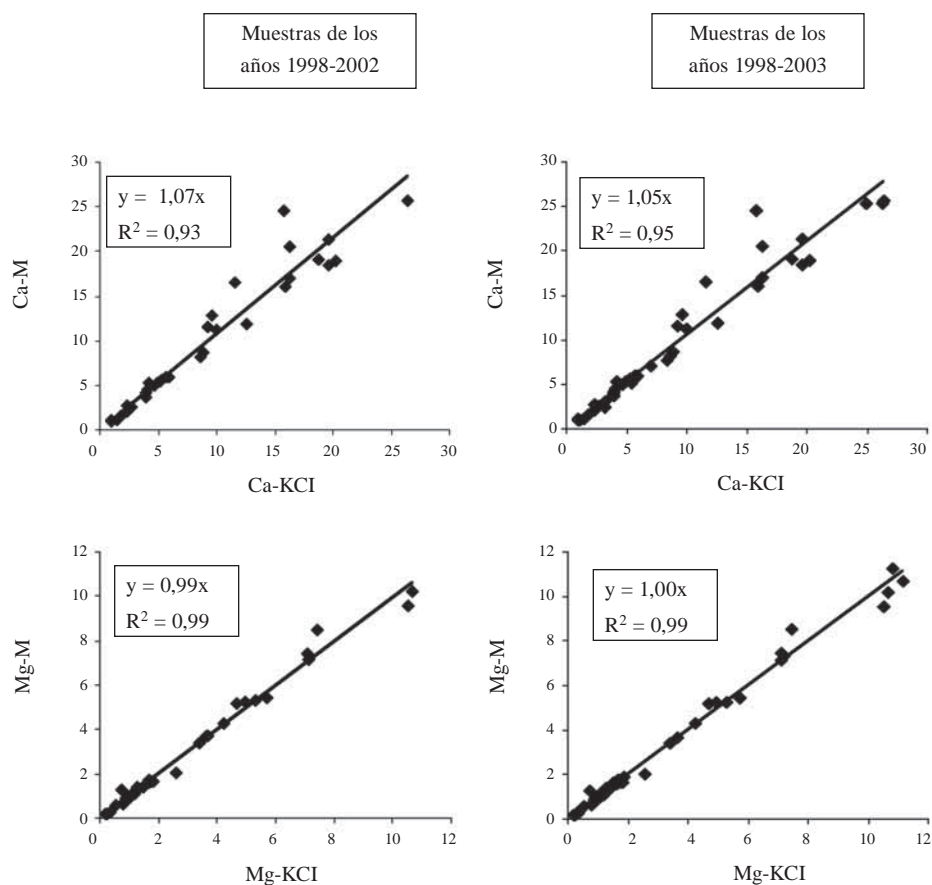 Muestras de los
años 1998-2002
Muestras de los
años 1998-2003
30
25
20
15
10
5
0
0 5 10 15 20 25 30
Ca-M
Ca-KCI
y = 1,07x
R² = 0,93
30
25
20
15
10
5
0
0 5 10 15 20 25 30
Ca-M
Ca-KCI
y = 1,05x
R² = 0,95
12
10
8
6
4
2
0
0 2 4 6 8 10 12
Mg-M
Mg-KCI
y = 0,99x
R² = 0,99
12
10
8
6
4
2
0
0 2 4 6 8 10 12
Mg-M
Mg-KCI
y = 1,00x
R² = 0,99